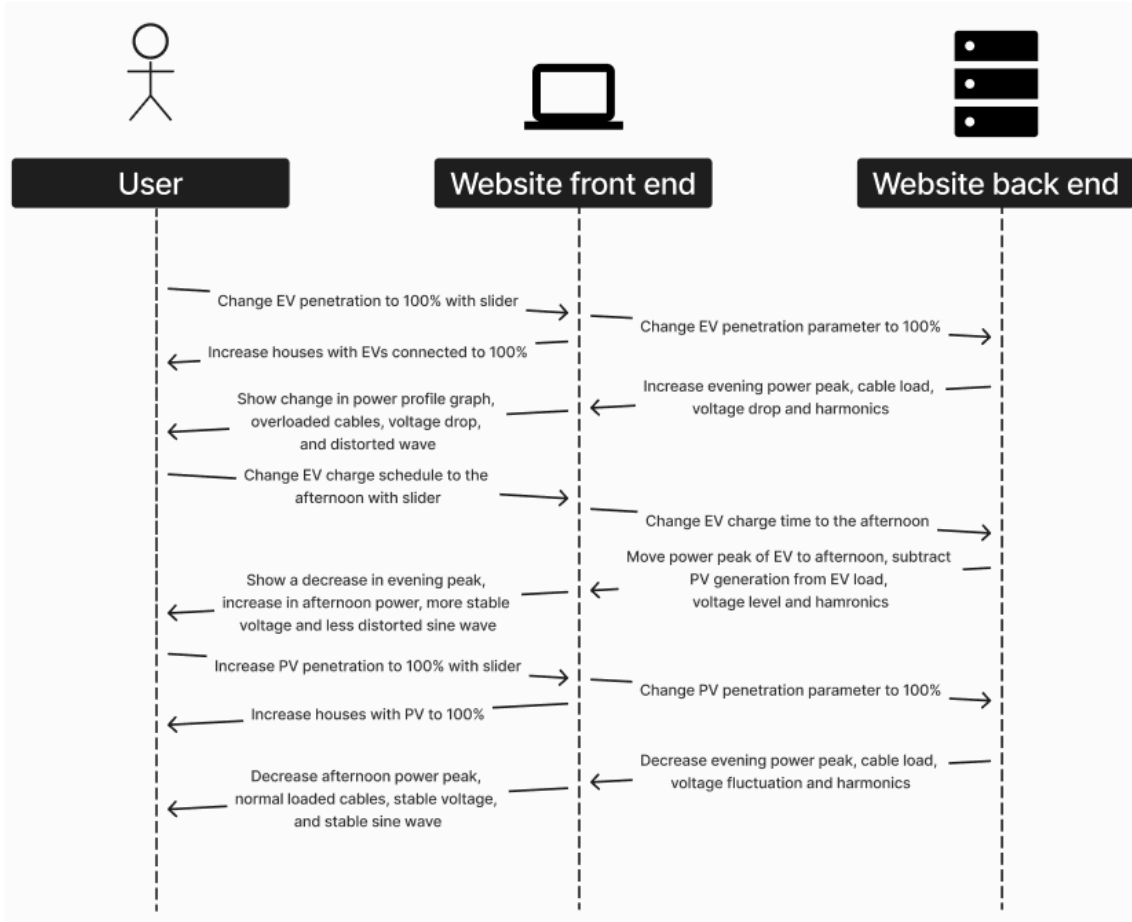 User
Website front end
Website back end
Change EV penetration to 100% with slider
Change EV penetration parameter to 100%
Increase houses with EVs connected to 100%
Increase evening power peak, cable load,
voltage drop and harmonics
Show change in power profile graph,
overloaded cables, voltage drop,
and distorted wave
Change EV charge schedule to the
afternoon with slider
Change EV charge time to the afternoon
Move power peak of EV to afternoon, subtract
PV generation from EV load,
voltage level and hamronics
Show a decrease in evening peak,
increase in afternoon power, more stable
voltage and less distorted sine wave
Increase PV penetration to 100% with slider
Change PV penetration parameter to 100%
Increase houses with PV to 100%
Decrease evening power peak, cable load,
voltage fluctuation and harmonics
Decrease afternoon power peak,
normal loaded cables, stable voltage,
and stable sine wave